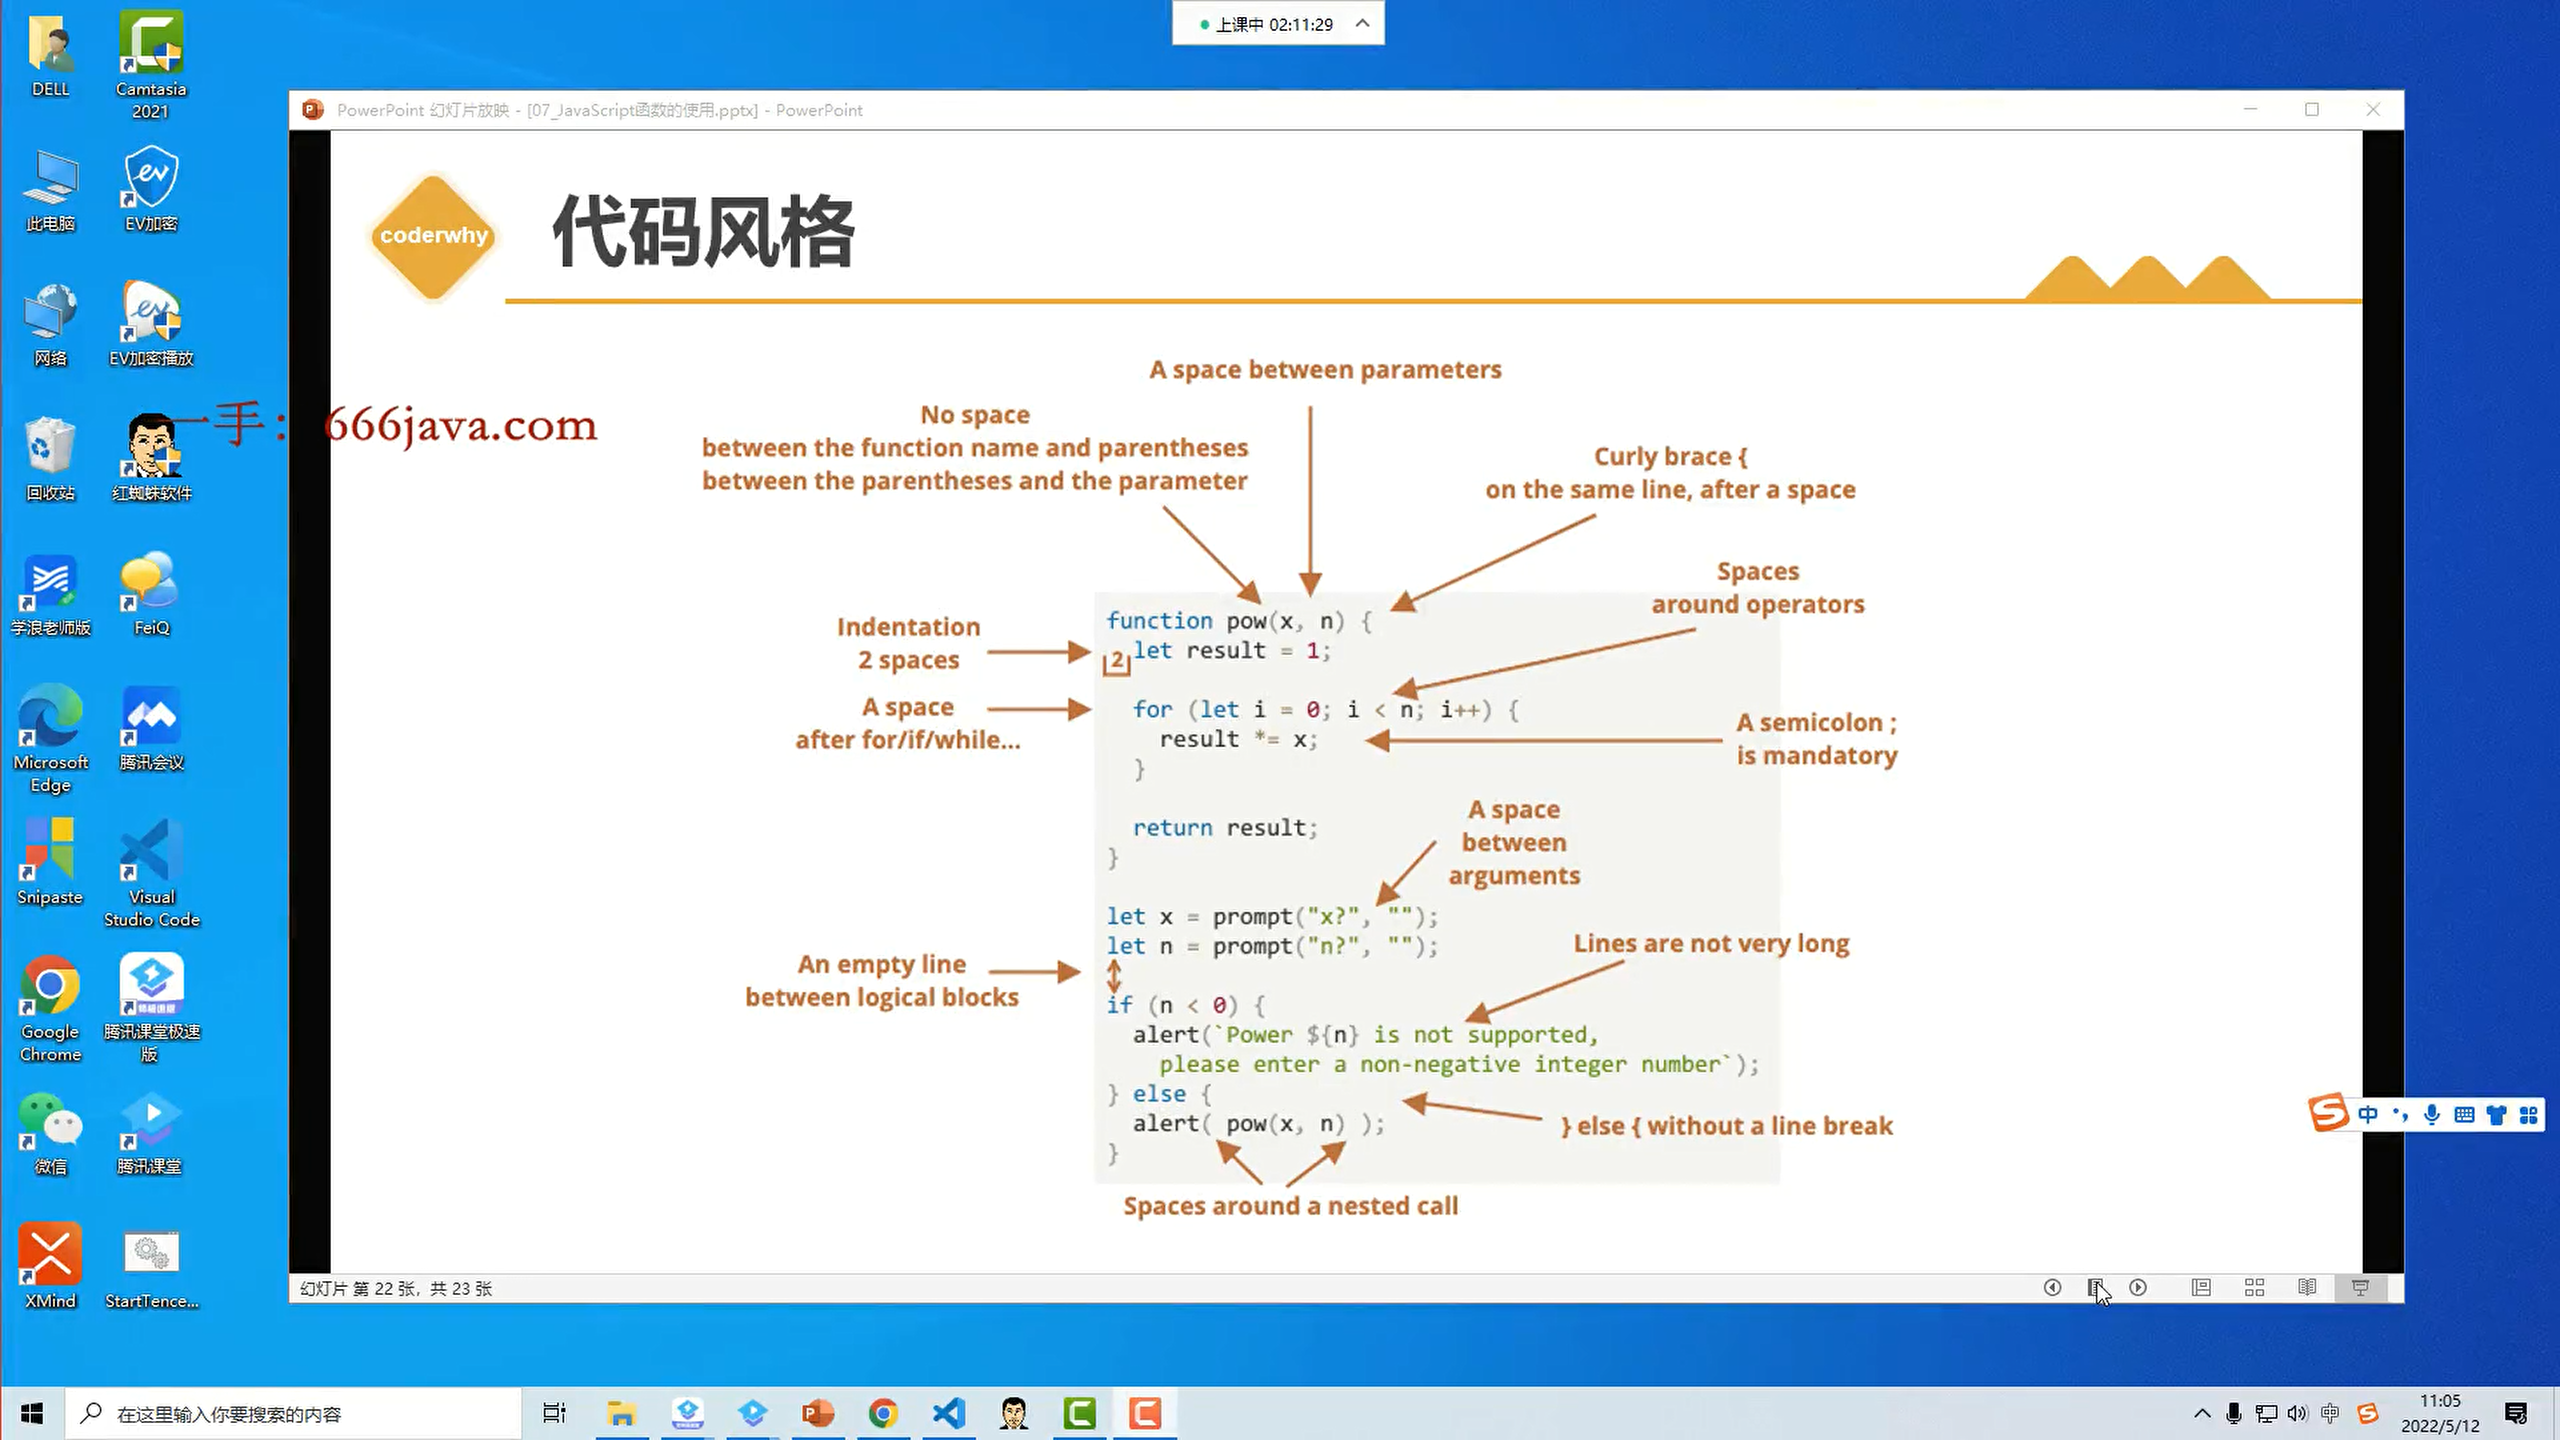 上课中 02:11:29
DELL
Camtasia
2021
此电脑
EV加密
网络
EV加密播放
回收站
红蜘蛛软件
学浪老师版
FeiQ
Microsoft
Edge
腾讯会议
Snipaste
Visual
Studio Code
Google
Chrome
腾讯课堂极速
版
微信
腾讯课堂
XMind
StartTence...
一手：666java.com
PowerPoint 幻灯片放映 - [07_JavaScript函数的使用.pptx] - PowerPoint
coderwhy
代码风格
A space between parameters
No space
between the function name and parentheses
between the parentheses and the parameter
Curly brace {
on the same line, after a space
Spaces
around operators
Indentation
2 spaces
A space
after for/if/while...
A semicolon ;
is mandatory
function pow(x, n) {
2
let result = 1;
for (let i = 0; i < n; i++) {
result *= x;
}
return result;
}
A space
between
arguments
let x = prompt("x?", "");
let n = prompt("n?", "");
An empty line
between logical blocks
Lines are not very long
if (n < 0) {
alert(`Power ${n} is not supported,
please enter a non-negative integer number`);
} else {
alert( pow(x, n) );
}
} else { without a line break
Spaces around a nested call
幻灯片 第 22 张，共 23 张
中
在这里输入你要搜索的内容
中
11:05
2022/5/12